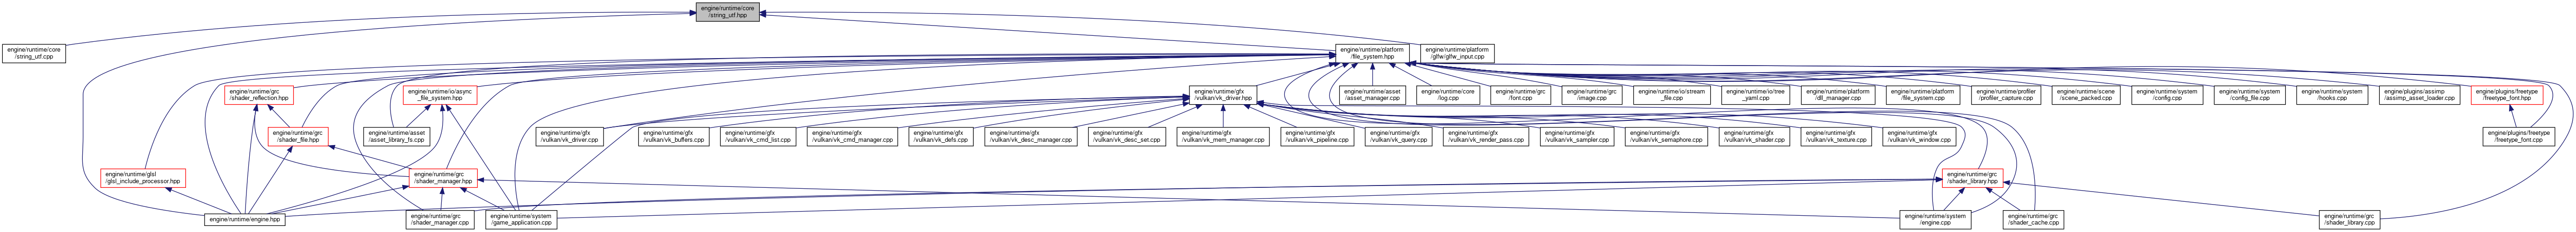 engine/runtime/core
/string_utf.hpp
engine/runtime/core
/string_utf.cpp
engine/runtime/platform
/file_system.hpp
engine/runtime/platform
/glfw/glfw_input.cpp
engine/runtime/grc
/shader_reflection.hpp
engine/runtime/io/async
_file_system.hpp
engine/runtime/gfx
/vulkan/vk_driver.hpp
engine/runtime/asset
/asset_manager.cpp
engine/runtime/core
/log.cpp
engine/runtime/grc
/font.cpp
engine/runtime/grc
/image.cpp
engine/runtime/io/stream
_file.cpp
engine/runtime/io/tree
_yaml.cpp
engine/runtime/platform
/dll_manager.cpp
engine/runtime/platform
/file_system.cpp
engine/runtime/profiler
/profiler_capture.cpp
engine/runtime/scene
/scene_packed.cpp
engine/runtime/system
/config.cpp
engine/runtime/system
/config_file.cpp
engine/runtime/system
/hooks.cpp
engine/plugins/assimp
/assimp_asset_loader.cpp
engine/plugins/freetype
/freetype_font.hpp
engine/runtime/grc
/shader_file.hpp
engine/runtime/asset
/asset_library_fs.cpp
engine/runtime/gfx
/vulkan/vk_driver.cpp
engine/runtime/gfx
/vulkan/vk_buffers.cpp
engine/runtime/gfx
/vulkan/vk_cmd_list.cpp
engine/runtime/gfx
/vulkan/vk_cmd_manager.cpp
engine/runtime/gfx
/vulkan/vk_defs.cpp
engine/runtime/gfx
/vulkan/vk_desc_manager.cpp
engine/runtime/gfx
/vulkan/vk_desc_set.cpp
engine/runtime/gfx
/vulkan/vk_mem_manager.cpp
engine/runtime/gfx
/vulkan/vk_pipeline.cpp
engine/runtime/gfx
/vulkan/vk_query.cpp
engine/runtime/gfx
/vulkan/vk_render_pass.cpp
engine/runtime/gfx
/vulkan/vk_sampler.cpp
engine/runtime/gfx
/vulkan/vk_semaphore.cpp
engine/runtime/gfx
/vulkan/vk_shader.cpp
engine/runtime/gfx
/vulkan/vk_texture.cpp
engine/runtime/gfx
/vulkan/vk_window.cpp
engine/plugins/freetype
/freetype_font.cpp
engine/runtime/glsl
/glsl_include_processor.hpp
engine/runtime/grc
/shader_manager.hpp
engine/runtime/grc
/shader_library.hpp
engine/runtime/engine.hpp
engine/runtime/grc
/shader_manager.cpp
engine/runtime/system
/game_application.cpp
engine/runtime/system
/engine.cpp
engine/runtime/grc
/shader_cache.cpp
engine/runtime/grc
/shader_library.cpp